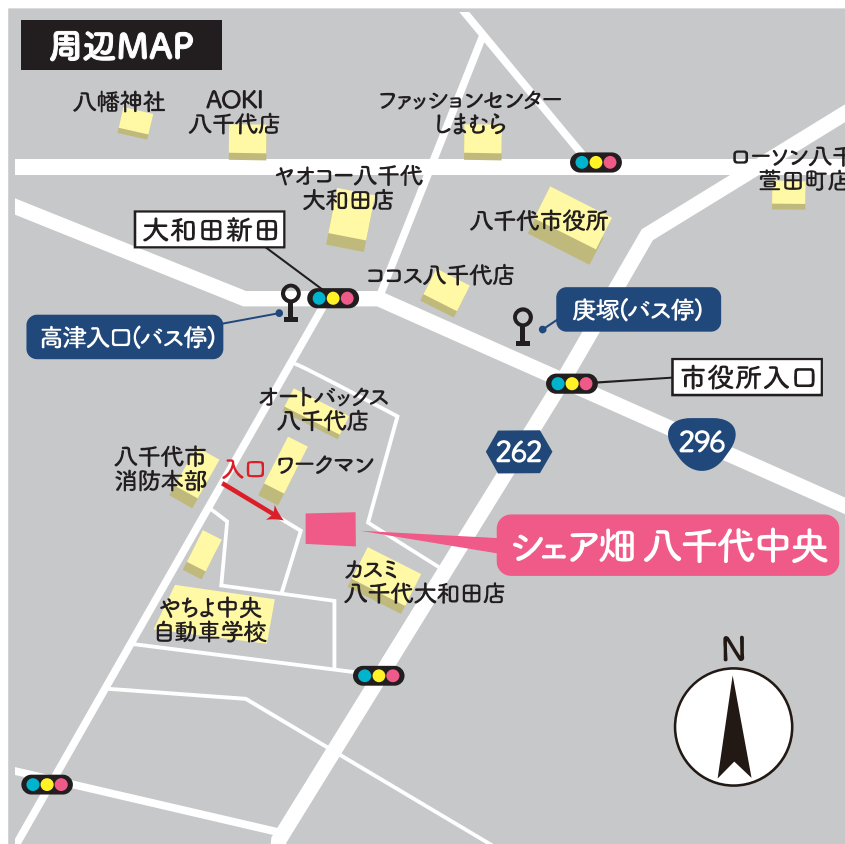 周辺MAP
八幡神社
AOKI
八千代店
ファッションセンター
しまむら
ローソン八千
萱田町店
ヤオコー八千代
大和田店
八千代市役所
大和田新田
ココス八千代店
高津入口(バス停)
庚塚(バス停)
市役所入口
オートバックス
八千代店
262
296
八千代市
消防本部
入口
ワークマン
シェア畑 八千代中央
カスミ
八千代大和田店
やちよ中央
自動車学校
N